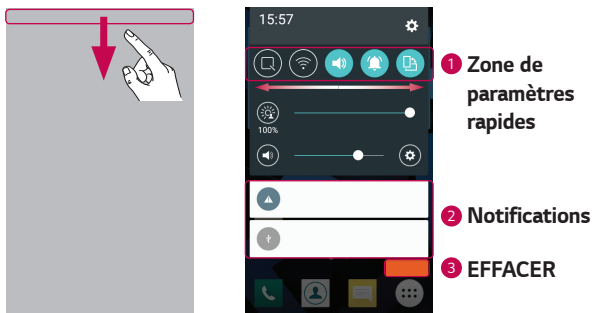 15:57
100%
1 Zone de
paramètres
rapides
2 Notifications
3 EFFACER